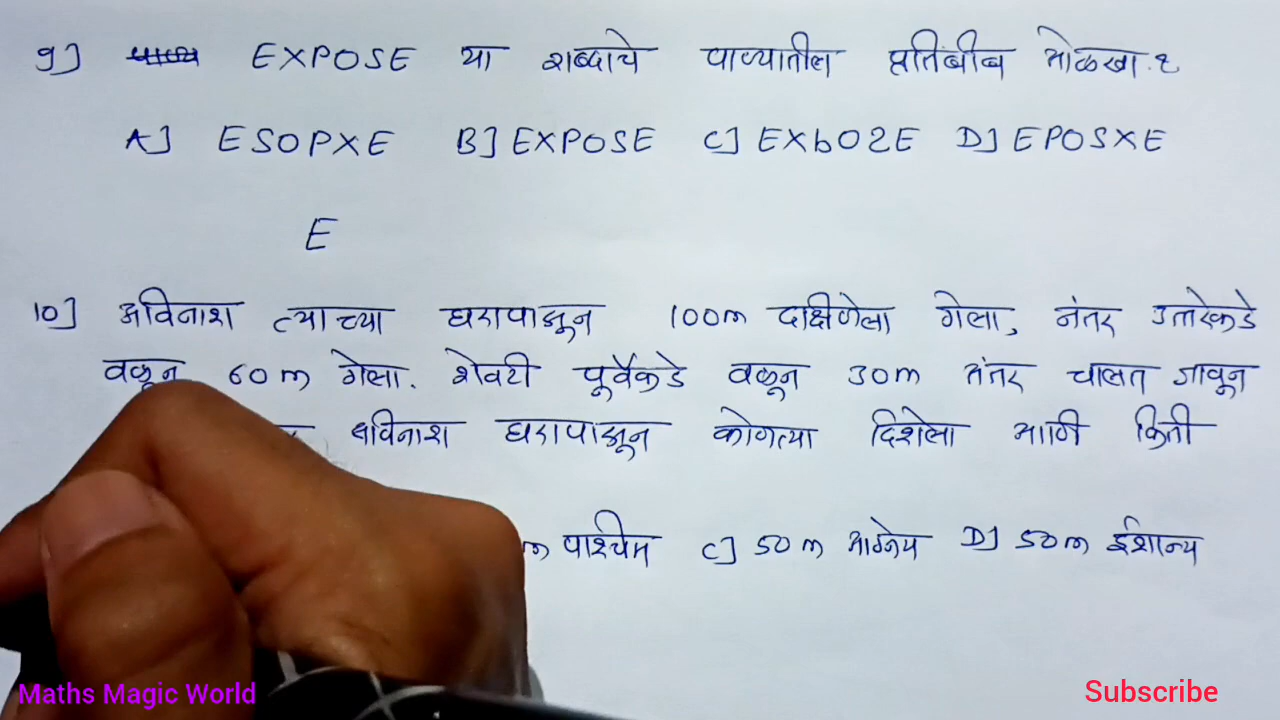 9] EXPOSE या शब्दाचे पाण्यातील प्रतिबींब ओळखा.
A] ESOPXE B] EXPOSE C] EXbO2E D] EPOSXE
E
10] अविनाश त्याच्या घरापासून 100m दक्षीणेला गेला, नंतर उत्तरेकडे
वळून 60m गेला. शेवटी पूर्वेकडे वळून 30m अंतर चालत जावून
अविनाश घरापासून कोणत्या दिशेला आणि किती
m पश्चिम C] 50m आग्नेय D] 50m ईशान्य
Maths Magic World
Subscribe